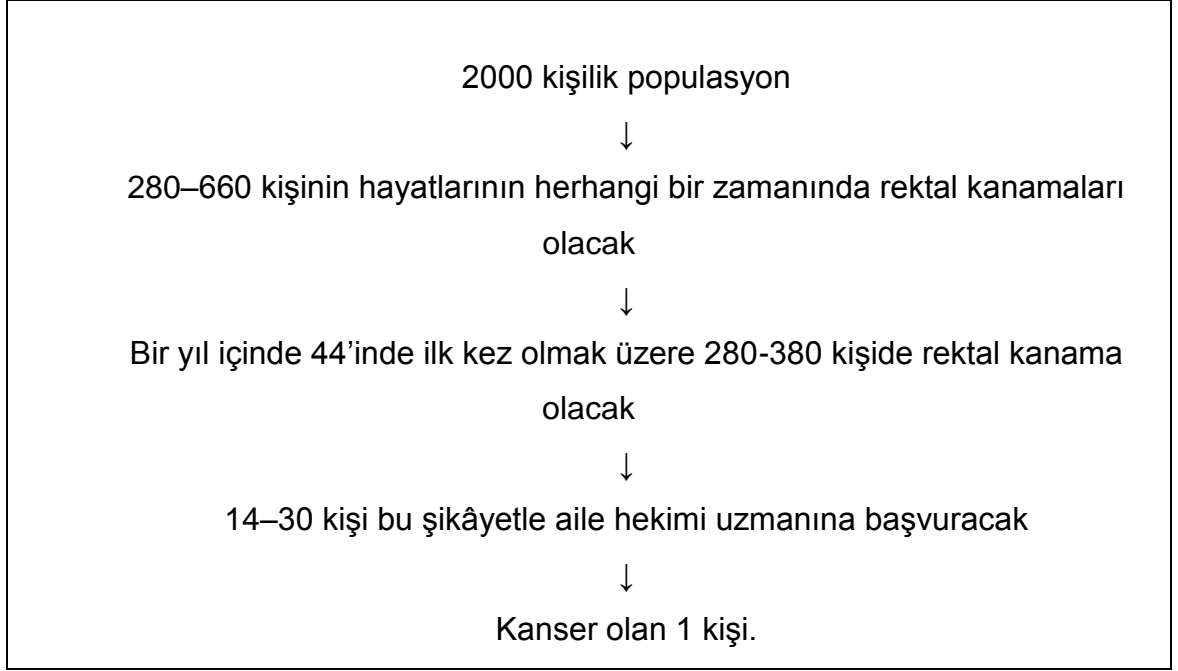 2000 kişilik populasyon
↓
280–660 kişinin hayatlarının herhangi bir zamanında rektal kanamaları
olacak
↓
Bir yıl içinde 44’inde ilk kez olmak üzere 280-380 kişide rektal kanama
olacak
↓
14–30 kişi bu şikâyetle aile hekimi uzmanına başvuracak
↓
Kanser olan 1 kişi.